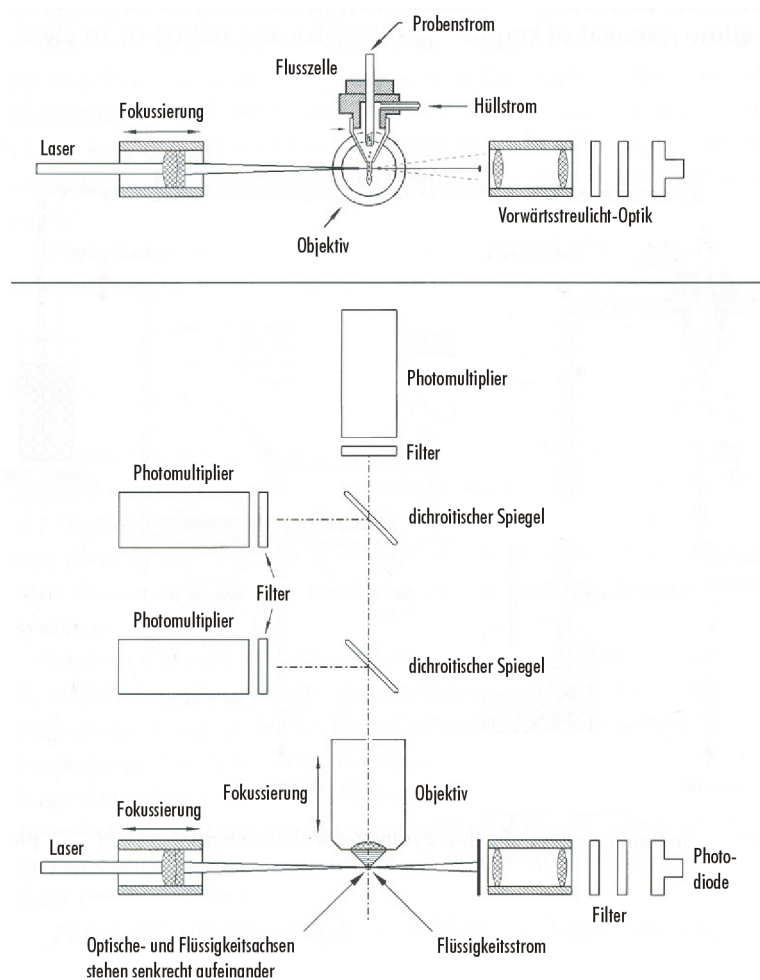 Probenstrom
Flusszelle
Fokussierung
Hüllstrom
Laser
Vorwärtsstreulicht-Optik
Objektiv
Photomultiplier
Filter
Photomultiplier
dichroitischer Spiegel
Filter
Photomultiplier
dichroitischer Spiegel
Fokussierung
Objektiv
Fokussierung
Laser
Photo-
diode
Filter
Optische- und Flüssigkeitsachsen
stehen senkrecht aufeinander
Flüssigkeitsstrom